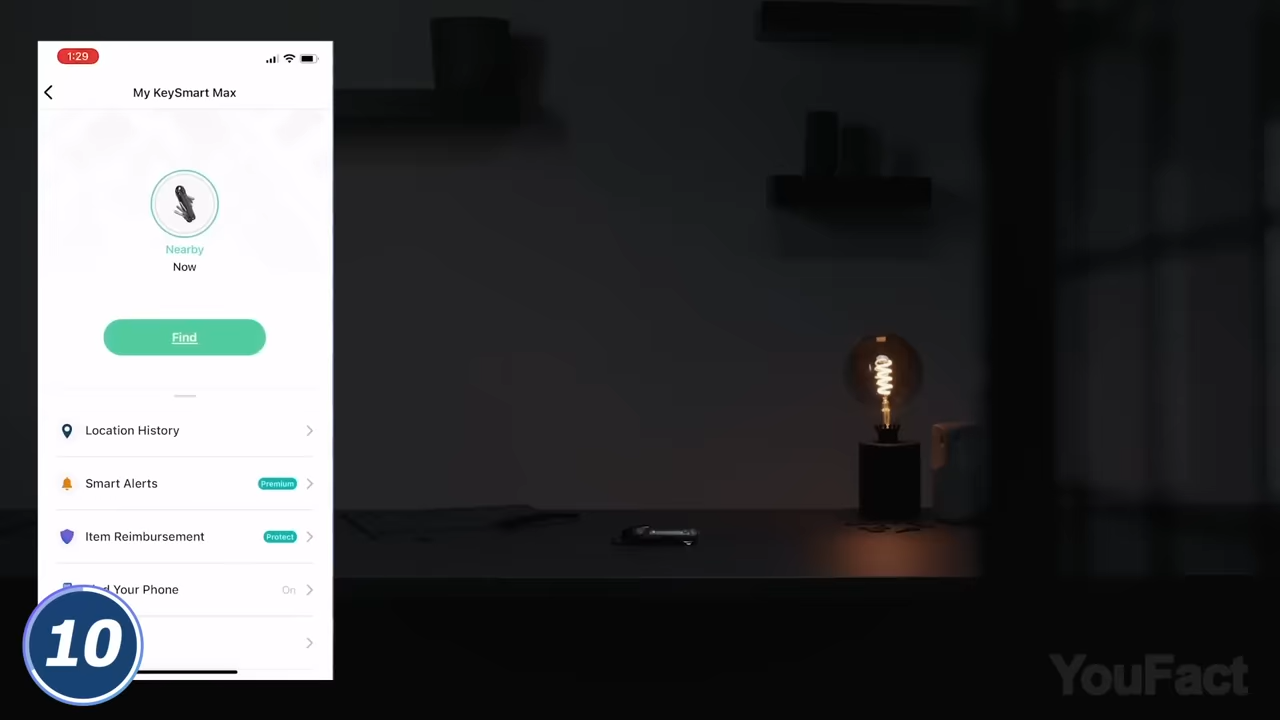 1:29
My KeySmart Max
Nearby
Now
Find
Location History
Smart Alerts
Premium
Item Reimbursement
Protect
Your Phone
On
10
YouFact